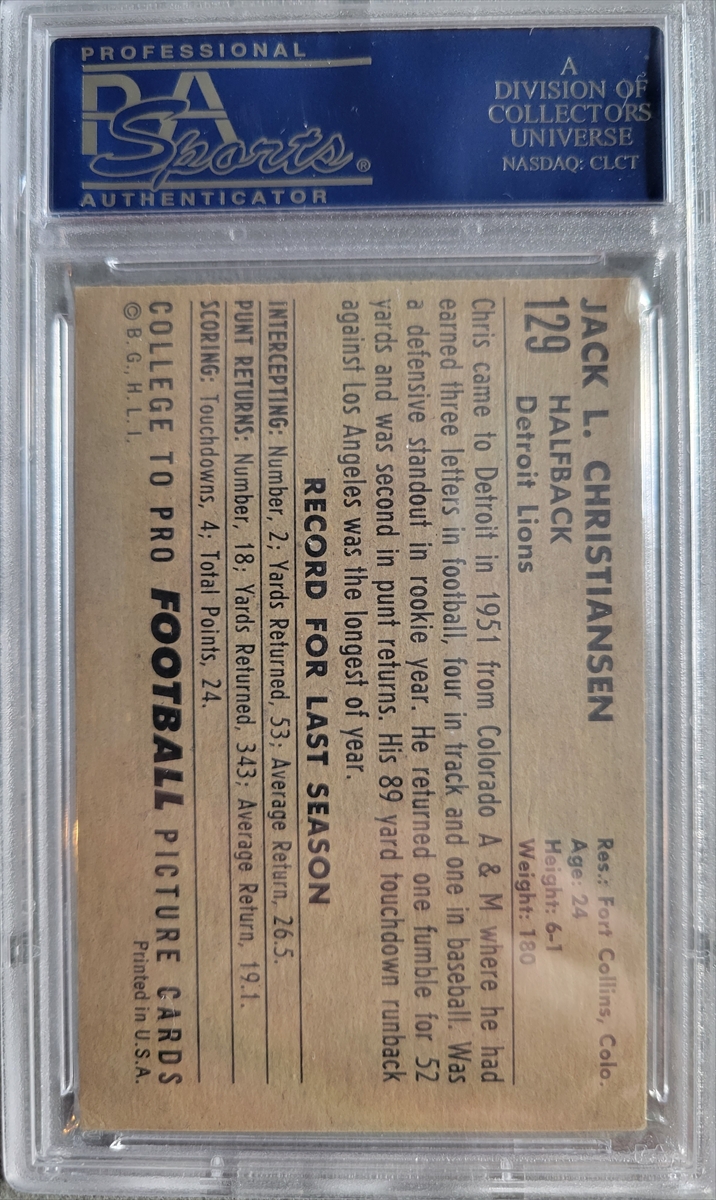 PROFESSIONAL
PSA
Sports®
AUTHENTICATOR
A
DIVISION OF
COLLECTORS
UNIVERSE
NASDAQ: CLCT
JACK L. CHRISTIANSEN
129 HALFBACK
Detroit Lions
Res.: Fort Collins, Colo.
Age: 24
Height: 6-1
Weight: 180
Chris came to Detroit in 1951 from Colorado A & M where he had
earned three letters in football, four in track and one in baseball. Was
a defensive standout in rookie year. He returned one fumble for 52
yards and was second in punt returns. His 89 yard touchdown runback
against Los Angeles was the longest of year.
RECORD FOR LAST SEASON
INTERCEPTING: Number, 2; Yards Returned, 53; Average Return, 26.5.
PUNT RETURNS: Number, 18; Yards Returned, 343; Average Return, 19.1.
SCORING: Touchdowns, 4; Total Points, 24.
COLLEGE TO PRO FOOTBALL PICTURE CARDS
© B. G., H. L. I.
Printed in U.S.A.